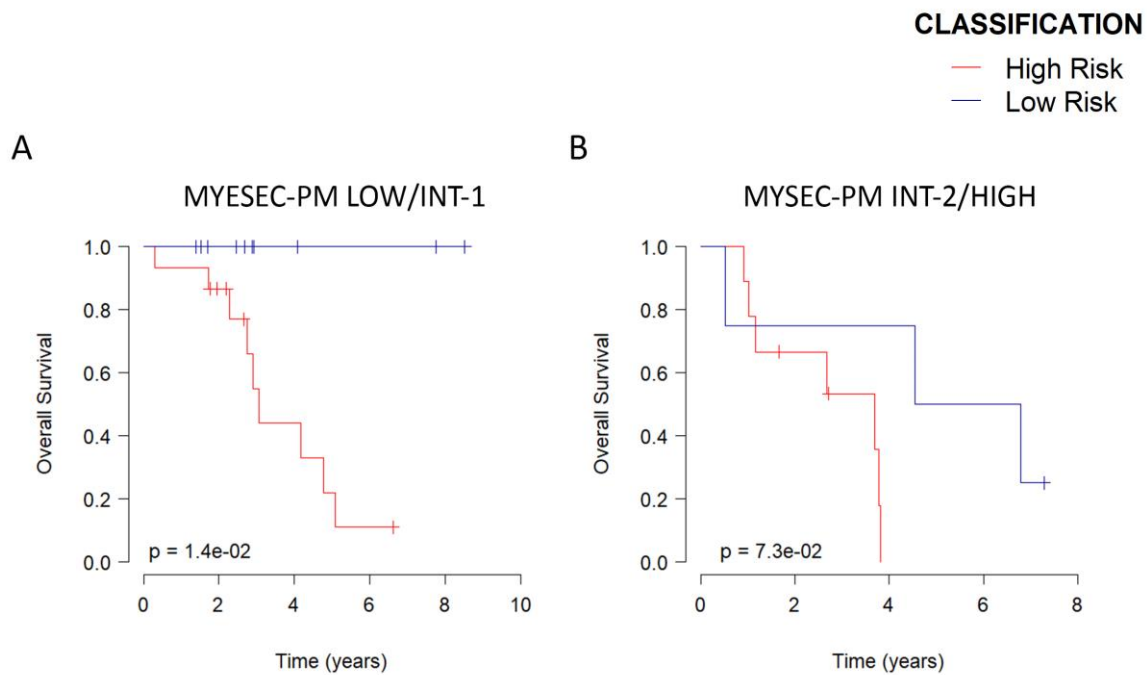 CLASSIFICATION
High Risk
Low Risk
A
MYESEC-PM LOW/INT-1
Overall Survival
1.0
0.8
0.6
0.4
0.2
0.0
p = 1.4e-02
0 2 4 6 8 10
Time (years)
B
MYSEC-PM INT-2/HIGH
Overall Survival
1.0
0.8
0.6
0.4
0.2
0.0
p = 7.3e-02
0 2 4 6 8
Time (years)